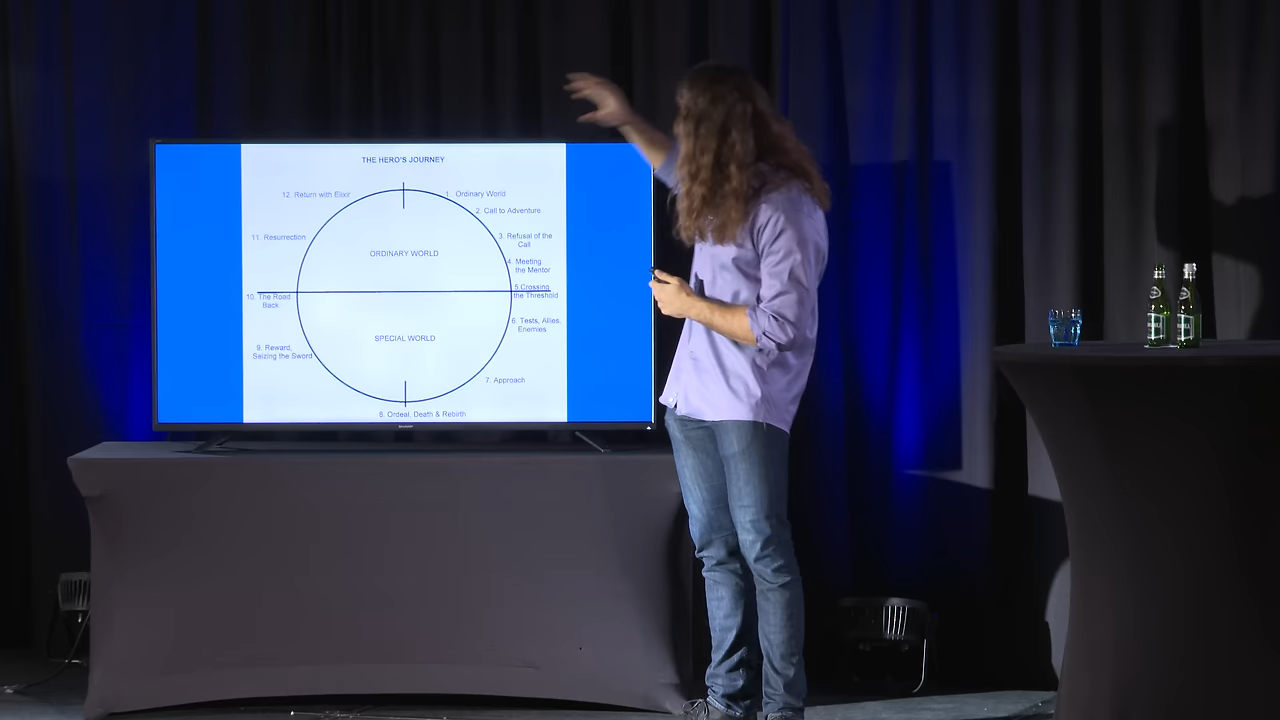 THE HERO'S JOURNEY
12. Return with Elixir
1. Ordinary World
2. Call to Adventure
11. Resurrection
3. Refusal of the
Call
ORDINARY WORLD
4. Meeting
the Mentor
5.Crossing
the Threshold
10. The Road
Back
6. Tests, Allies,
Enemies
SPECIAL WORLD
9. Reward,
Seizing the Sword
7. Approach
8. Ordeal, Death & Rebirth
SHARP